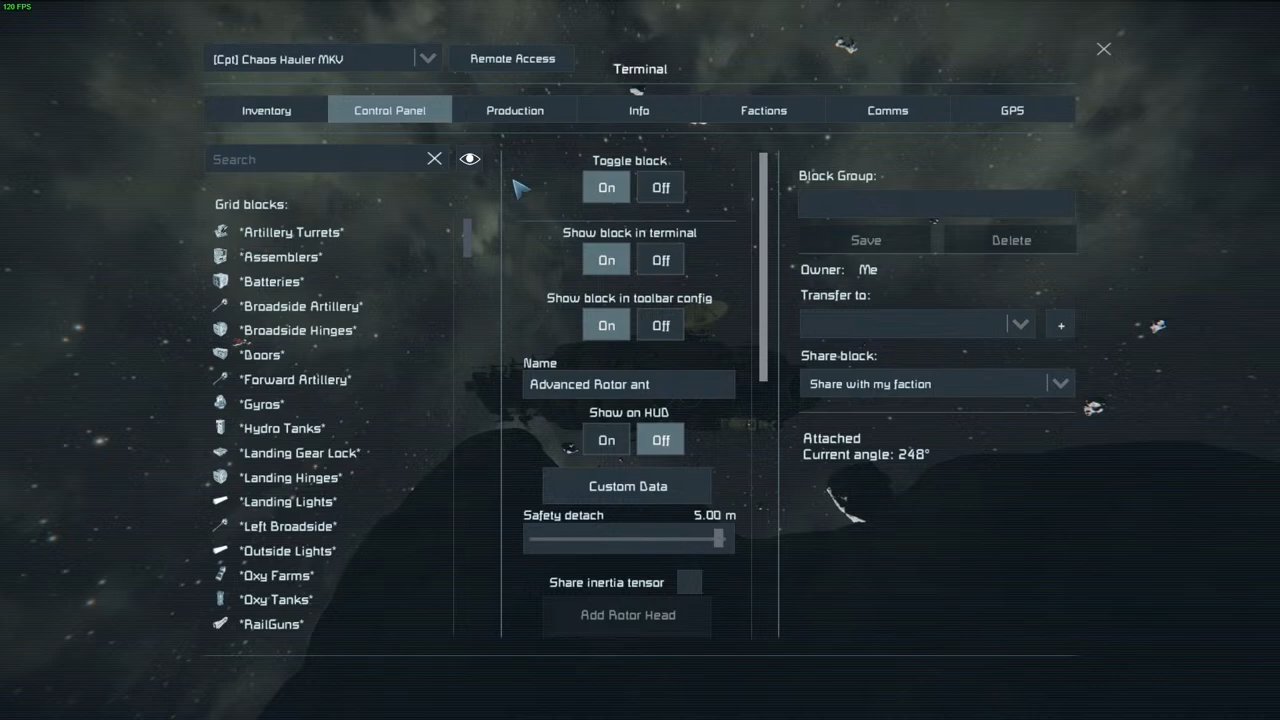 120 FPS
[Cpt] Chaos Hauler MKV
Remote Access
Terminal
Inventory
Control Panel
Production
Info
Factions
Comms
GPS
Search
Grid blocks:
*Artillery Turrets*
*Assemblers*
*Batteries*
*Broadside Artillery*
*Broadside Hinges*
*Doors*
*Forward Artillery*
*Gyros*
*Hydro Tanks*
*Landing Gear Lock*
*Landing Hinges*
*Landing Lights*
*Left Broadside*
*Outside Lights*
*Oxy Farms*
*Oxy Tanks*
*RailGuns*
Toggle block
On Off
Show block in terminal
On Off
Show block in toolbar config
On Off
Name
Advanced Rotor ant
Show on HUD
On Off
Custom Data
Safety detach 5.00 m
Share inertia tensor
Add Rotor Head
Block Group:
Save Delete
Owner: Me
Transfer to:
+
Share block:
Share with my faction
Attached
Current angle: 248°